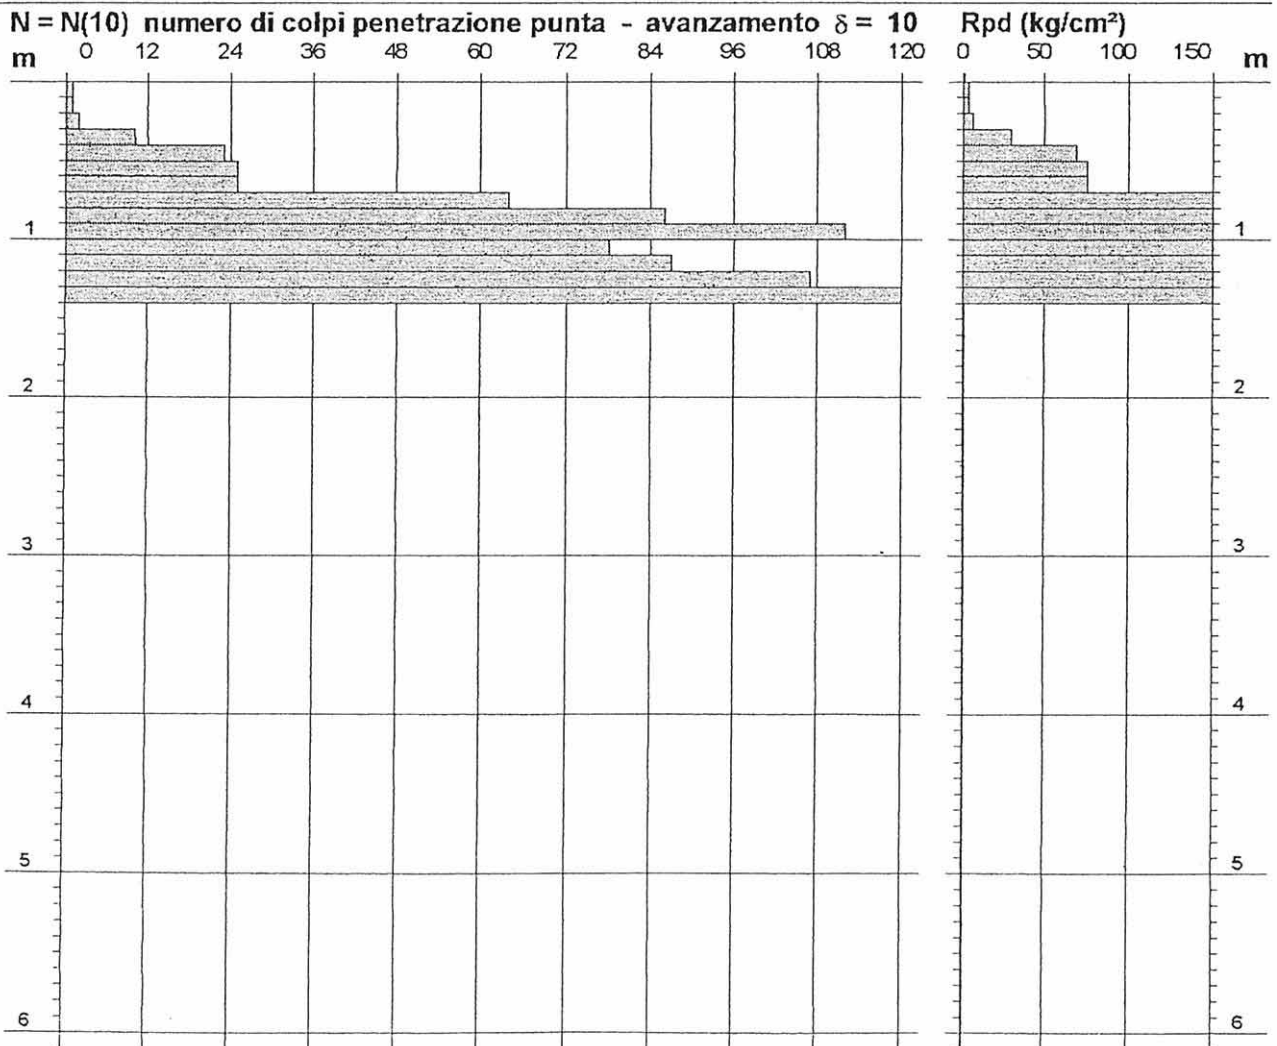 N = N(10) numero di colpi penetrazione punta - avanzamento δ = 10
Rpd (kg/cm²)
m 0 12 24 36 48 60 72 84 96 108 120
0 50 100 150 m
1 1
2 2
3 3
4 4
5 5
6 6